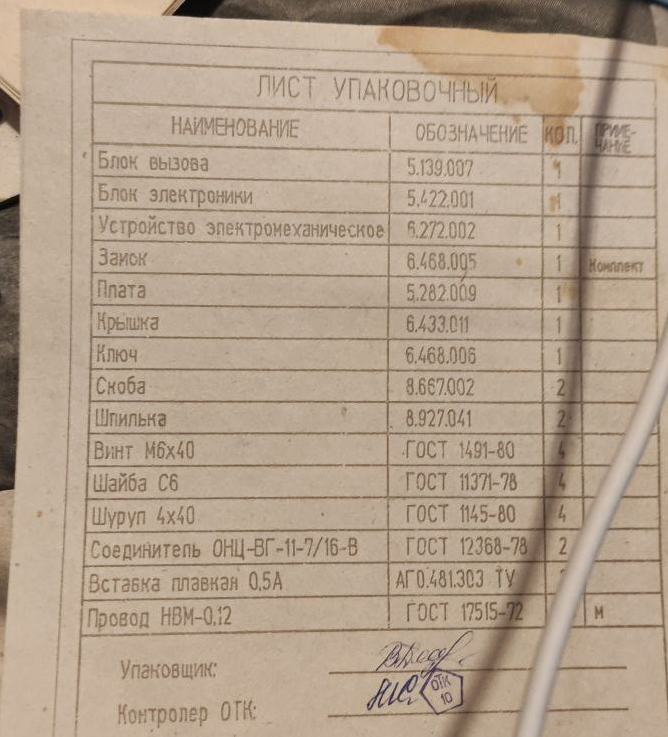 ЛИСТ УПАКОВОЧНЫЙ
НАИМЕНОВАНИЕ ОБОЗНАЧЕНИЕ КОЛ. ПРИМЕ-
ЧАНИЕ
Блок вызова 5.139.007 1
Блок электроники 5.422.001 1
Устройство электромеханическое 6.272.002 1
Замок 6.468.005 1 Комплект
Плата 5.282.009 1
Крышка 6.433.011 1
Ключ 6.468.006 1
Скоба 8.667.002 2
Шпилька 8.927.041 2
Винт М6х40 ГОСТ 1491-80 4
Шайба С6 ГОСТ 11371-78 4
Шуруп 4х40 ГОСТ 1145-80 4
Соединитель ОНЦ-ВГ-11-7/16-В ГОСТ 12368-78 2
Вставка плавкая 0,5А АГ0.481.303 ТУ
Провод НВМ-0,12 ГОСТ 17515-72 м
Упаковщик:
Контролер ОТК: ОТК
10